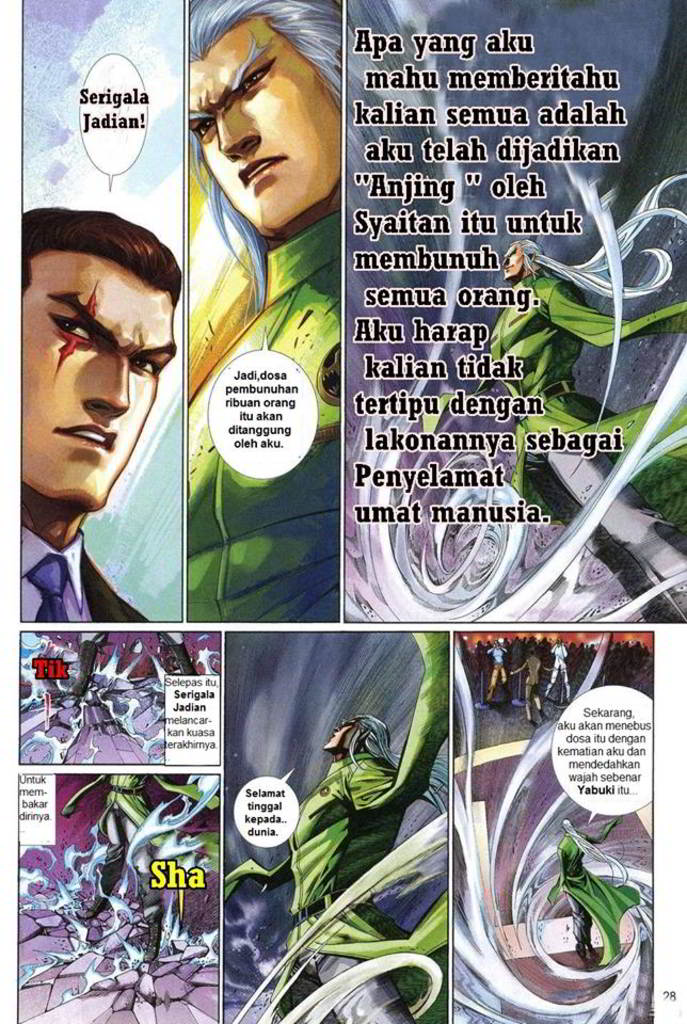 Serigala
Jadian!
Jadi,dosa
pembunuhan
ribuan orang
itu akan
ditanggung
oleh aku.
Apa yang aku
mahu memberitahu
kalian semua adalah
aku telah dijadikan
"Anjing " oleh
Syaitan itu untuk
membunuh
semua orang.
Aku harap
kalian tidak
tertipu dengan
lakonannya sebagai
Penyelamat
umat manusia.
Tik
Selepas itu,
Serigala
Jadian
melancar-
kan kuasa
terakhirnya.
Untuk
mem-
bakar
dirinya.
Sha
Selamat
tinggal
kepada..
dunia.
Sekarang,
aku akan menebus
dosa itu dengan
kematian aku dan
mendedahkan
wajah sebenar
Yabuki itu...
28